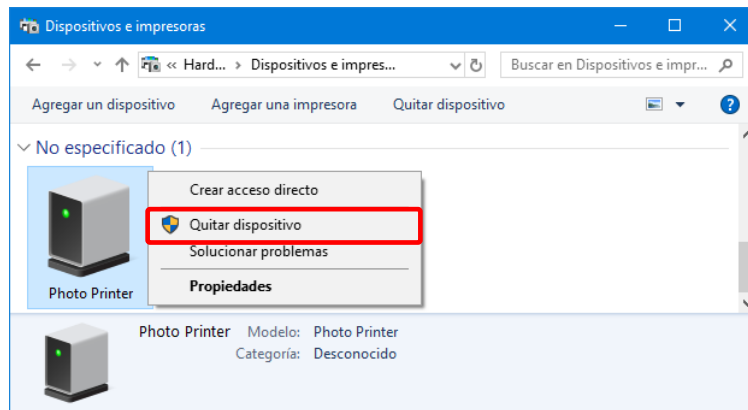 Dispositivos e impresoras
« Hard... › Dispositivos e impres...
Buscar en Dispositivos e impr...
Agregar un dispositivo Agregar una impresora Quitar dispositivo
No especificado (1)
Crear acceso directo
Quitar dispositivo
Solucionar problemas
Propiedades
Photo Printer
Photo Printer Modelo: Photo Printer
Categoría: Desconocido